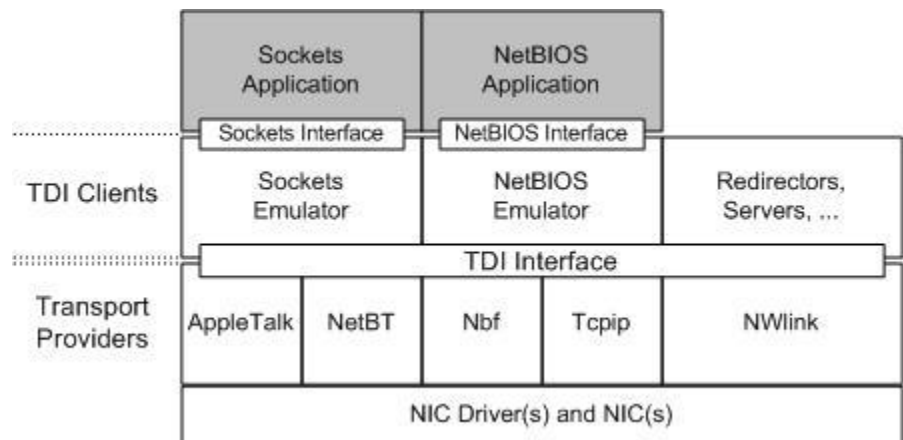 Sockets
Application
NetBIOS
Application
Sockets Interface
NetBIOS Interface
TDI Clients
Sockets
Emulator
NetBIOS
Emulator
Redirectors,
Servers, ...
TDI Interface
Transport
Providers
AppleTalk
NetBT
Nbf
Tcpip
NWlink
NIC Driver(s) and NIC(s)